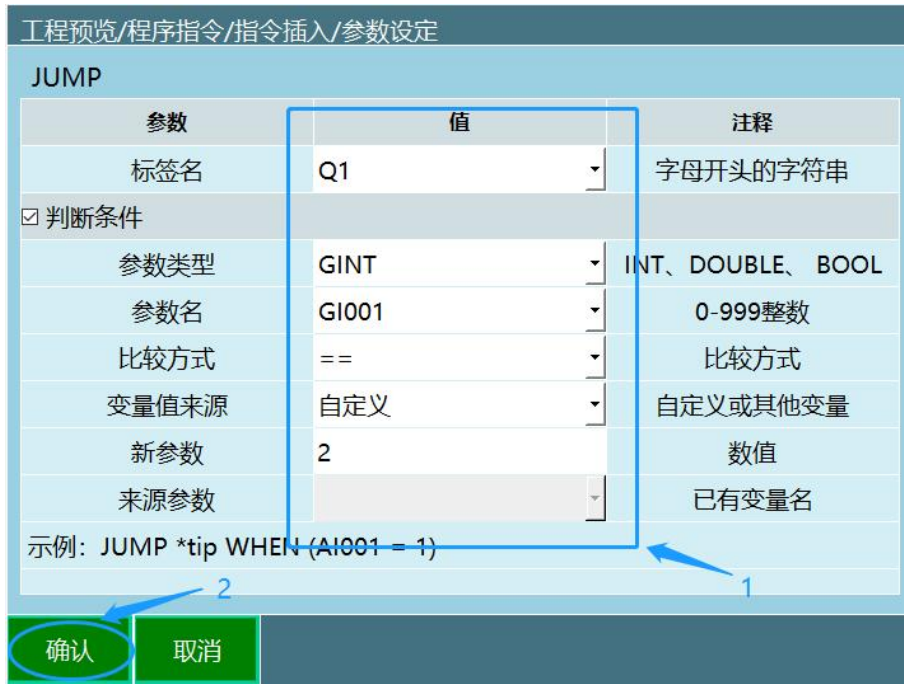 工程预览/程序指令/指令插入/参数设定
JUMP
参数 值 注释
标签名 Q1 字母开头的字符串
判断条件
参数类型 GINT INT、DOUBLE、 BOOL
参数名 GI001 0-999整数
比较方式 == 比较方式
变量值来源 自定义 自定义或其他变量
新参数 2 数值
来源参数 已有变量名
示例：JUMP *tip WHEN (AI001 = 1)
2 1
确认 取消